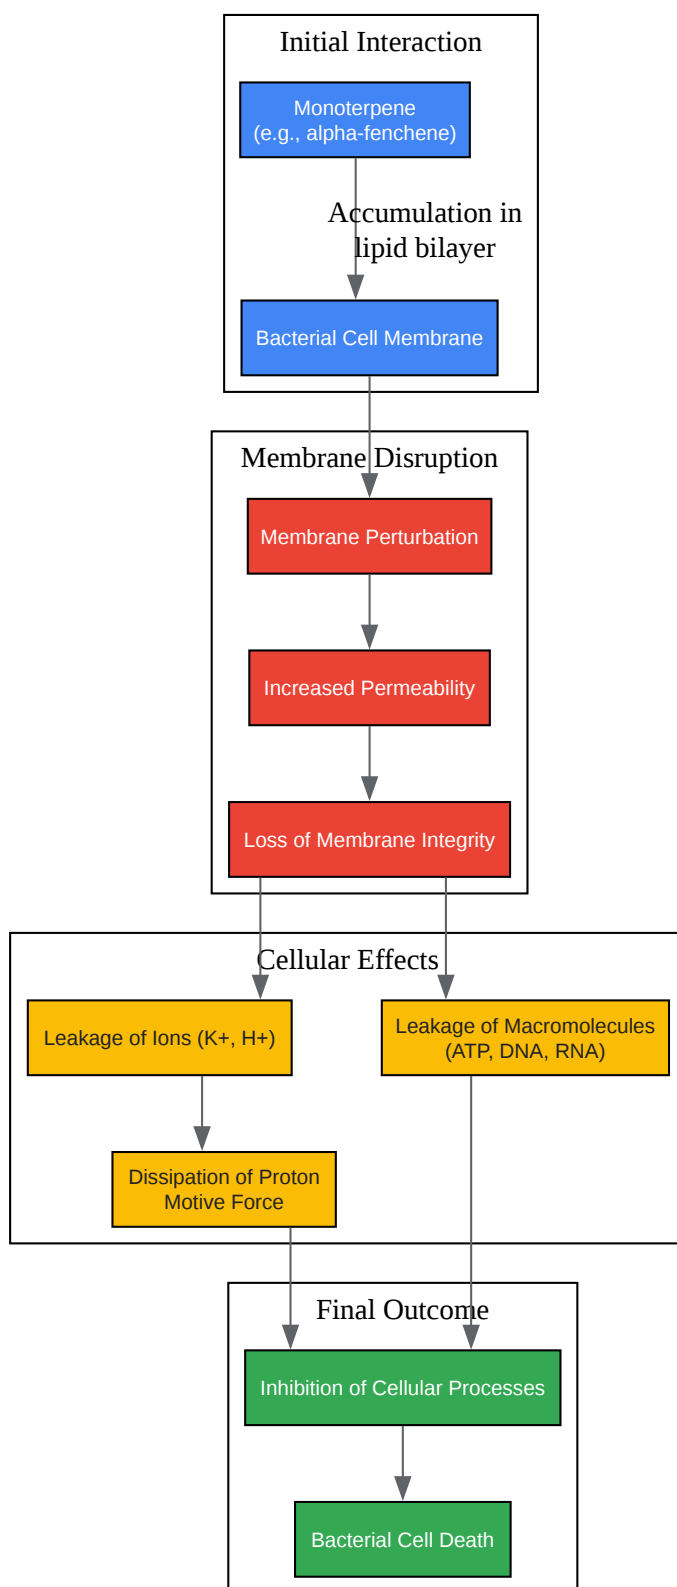 Initial Interaction
Monoterpene
(e.g., alpha-fenchene)
Accumulation in
lipid bilayer
Bacterial Cell Membrane
Membrane Disruption
Membrane Perturbation
Increased Permeability
Loss of Membrane Integrity
Cellular Effects
Leakage of Ions (K+, H+)
Leakage of Macromolecules
(ATP, DNA, RNA)
Dissipation of Proton
Motive Force
Final Outcome
Inhibition of Cellular Processes
Bacterial Cell Death